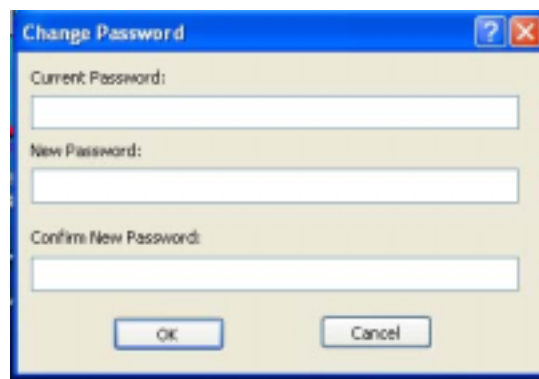 Change Password
?
Current Password:
New Password:
Confirm New Password:
OK
Cancel